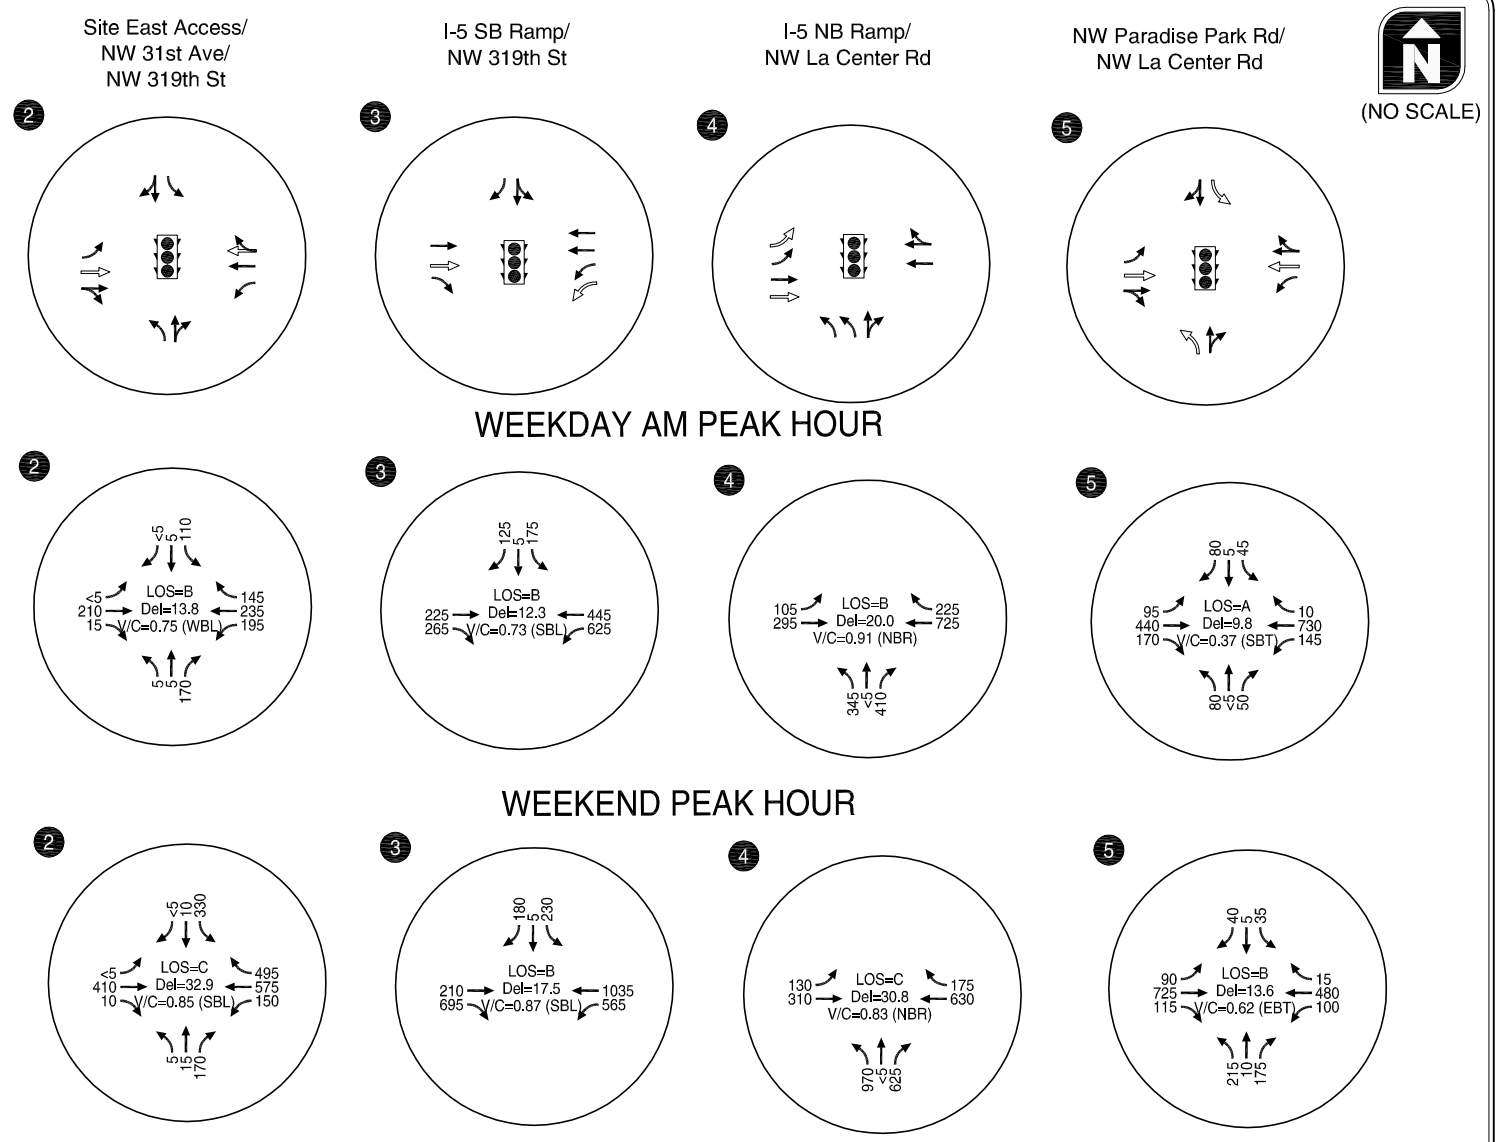 Site East Access/
NW 31st Ave/
NW 319th St
I-5 SB Ramp/
NW 319th St
I-5 NB Ramp/
NW La Center Rd
NW Paradise Park Rd/
NW La Center Rd
N
(NO SCALE)
2
3
4
5
WEEKDAY AM PEAK HOUR
2
<5
5
110
<5
210
15
LOS=B
Del=13.8
V/C=0.75 (WBL)
145
235
195
5
5
170
3
125
5
175
225
265
LOS=B
Del=12.3
V/C=0.73 (SBL)
445
625
4
105
295
LOS=B
Del=20.0
V/C=0.91 (NBR)
225
725
345
<5
410
5
80
5
45
95
440
170
LOS=A
Del=9.8
V/C=0.37 (SBT)
10
730
145
80
<5
50
WEEKEND PEAK HOUR
2
<5
10
330
<5
410
10
LOS=C
Del=32.9
V/C=0.85 (SBL)
495
575
150
5
15
170
3
180
5
230
210
695
LOS=B
Del=17.5
V/C=0.87 (SBL)
1035
565
4
130
310
LOS=C
Del=30.8
V/C=0.83 (NBR)
175
630
970
<5
625
5
40
5
35
90
725
115
LOS=B
Del=13.6
V/C=0.62 (EBT)
15
480
100
215
10
175